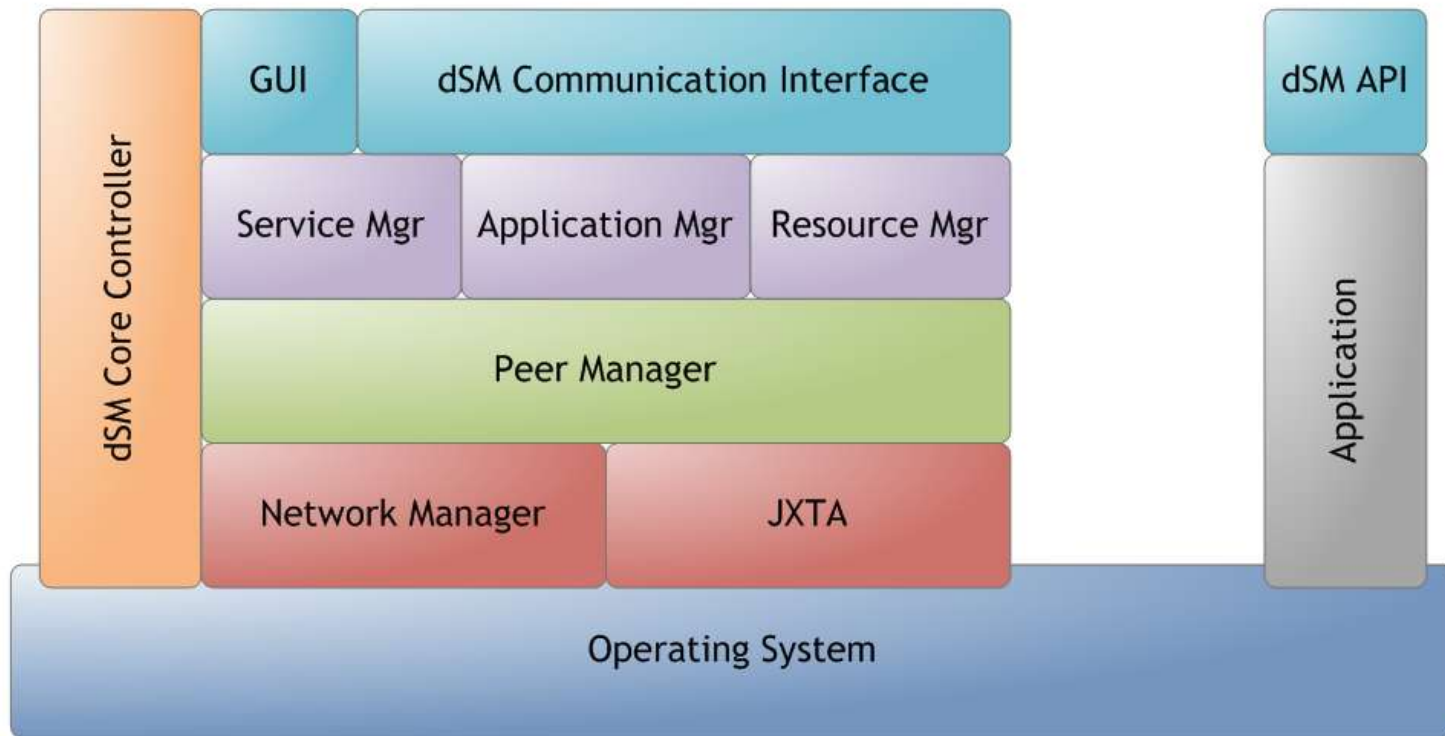 GUI
dSM Communication Interface
dSM API
dSM Core Controller
Service Mgr
Application Mgr
Resource Mgr
Peer Manager
Application
Network Manager
JXTA
Operating System